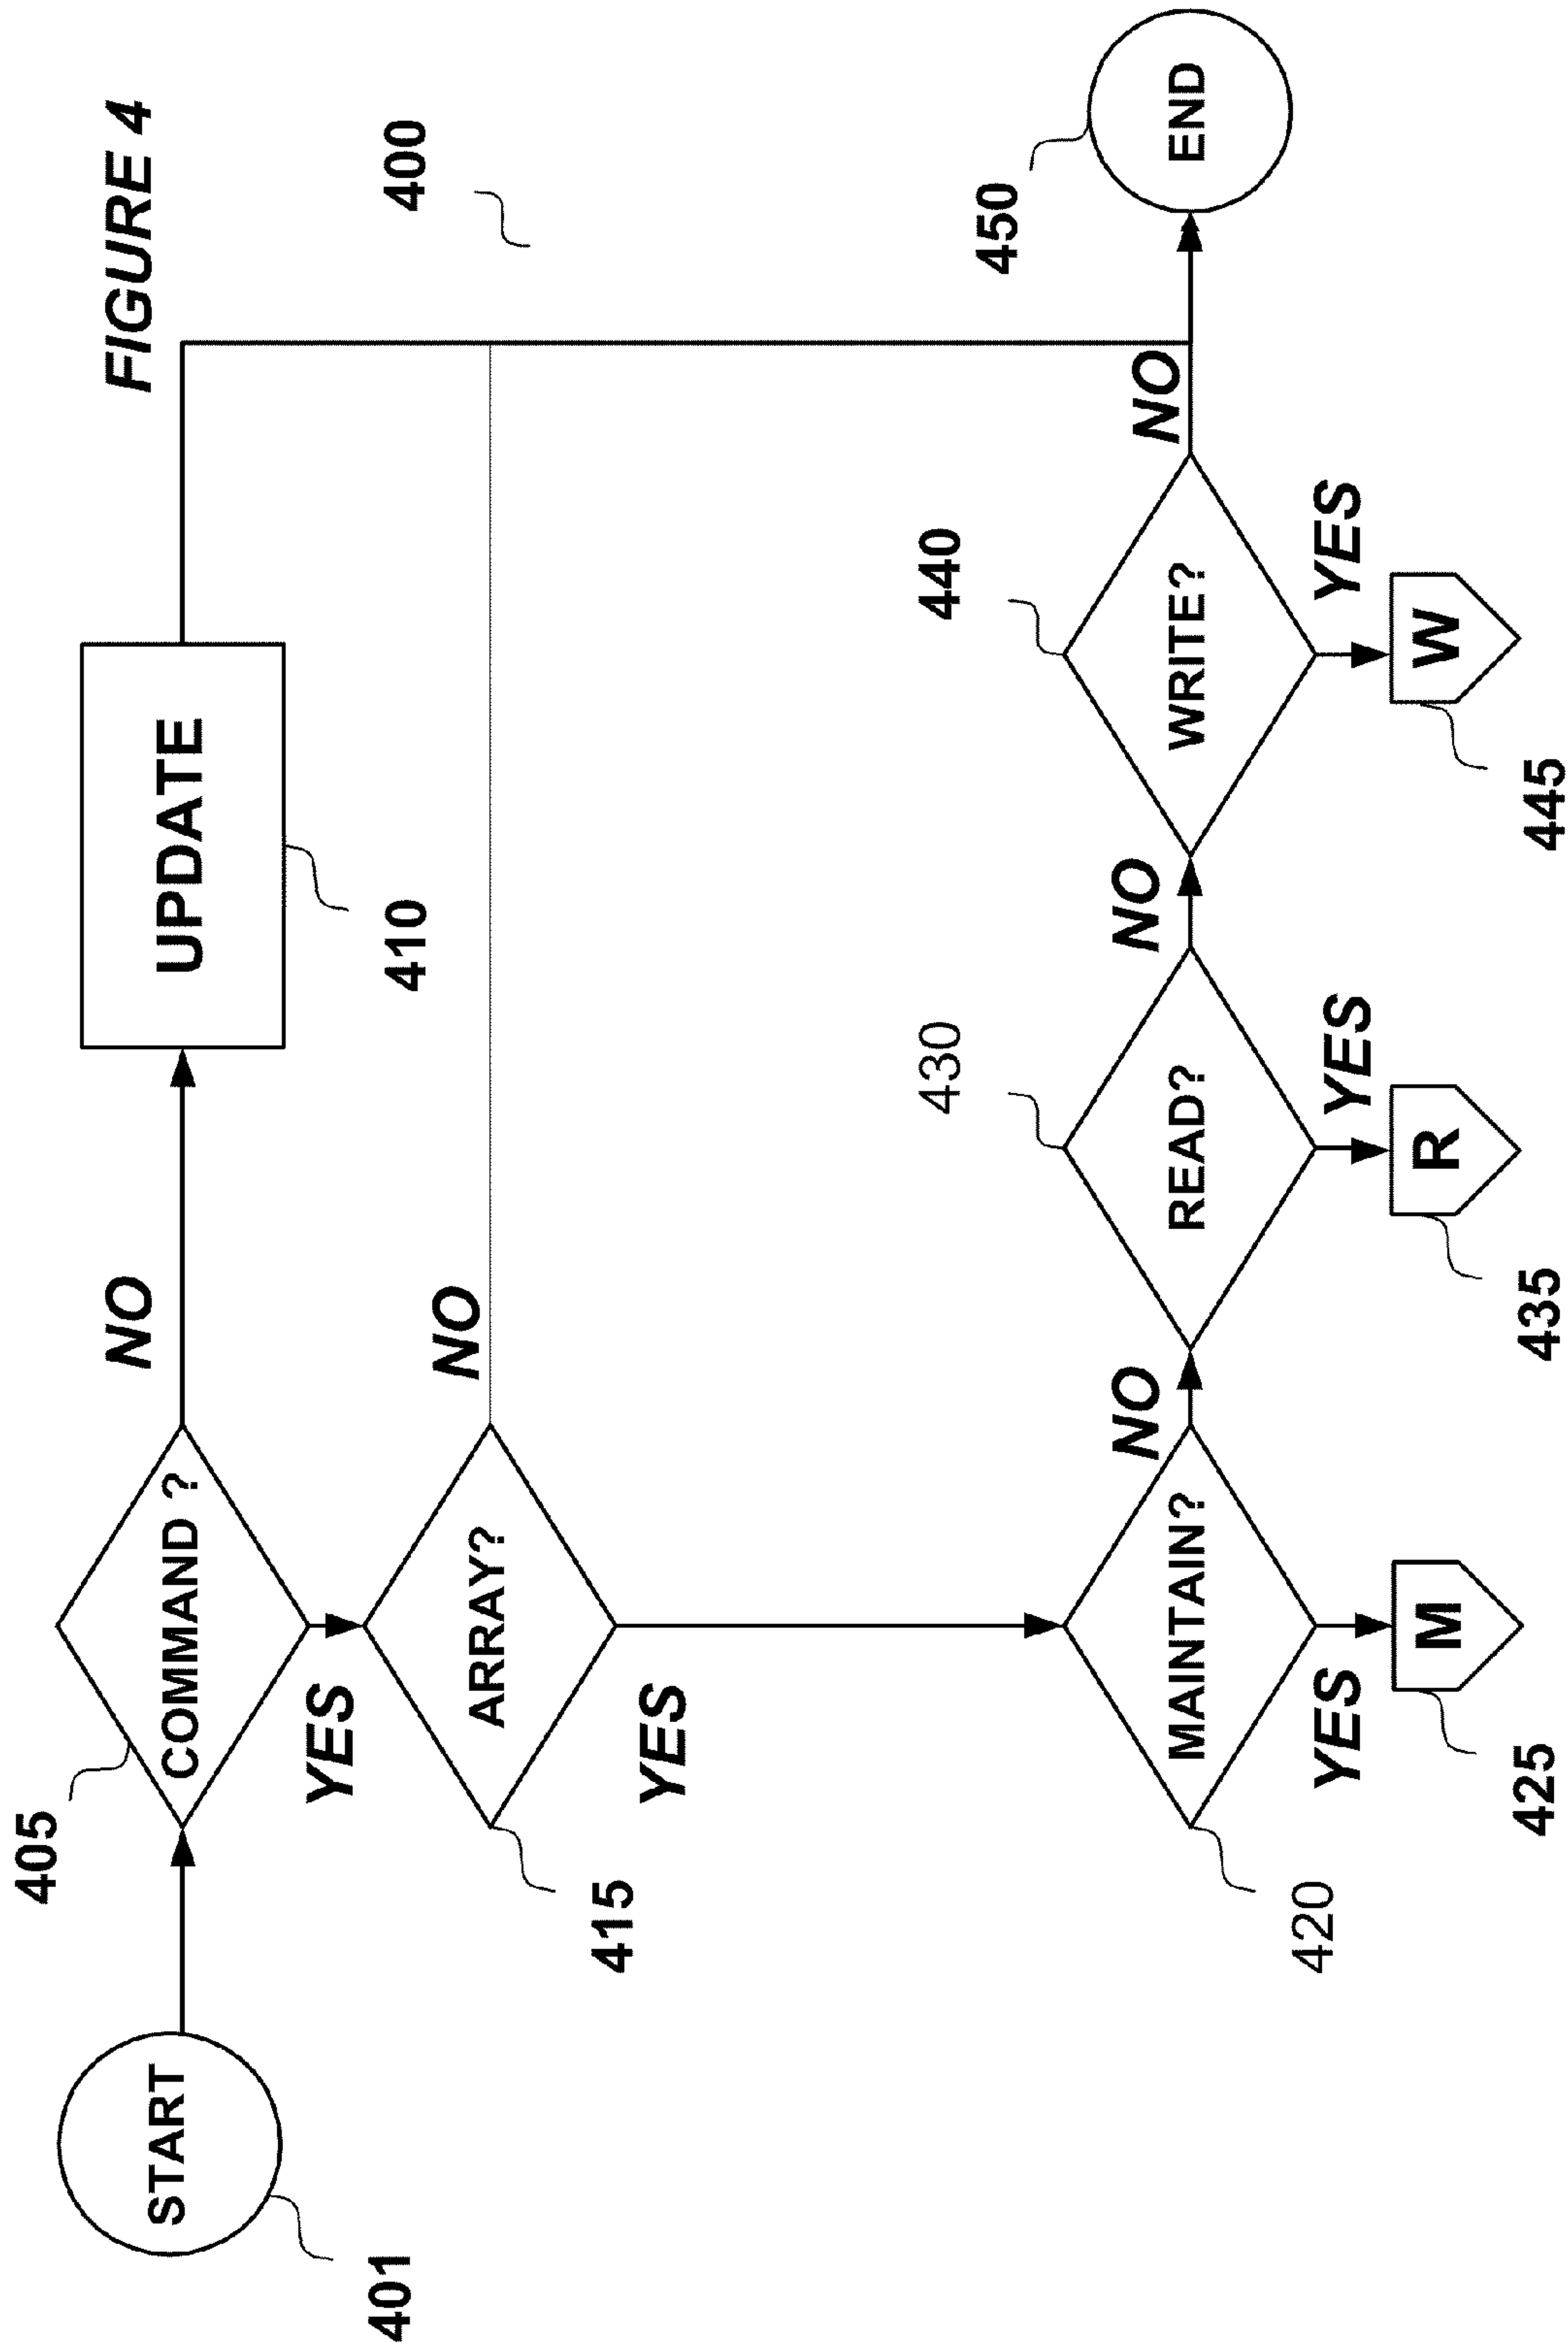 FIGURE 4
400
START
401
405
COMMAND ?
NO
YES
UPDATE
410
ARRAY?
415
NO
YES
MAINTAIN?
420
NO
YES
M
425
READ?
430
NO
YES
R
435
WRITE?
440
NO
YES
W
445
END
450